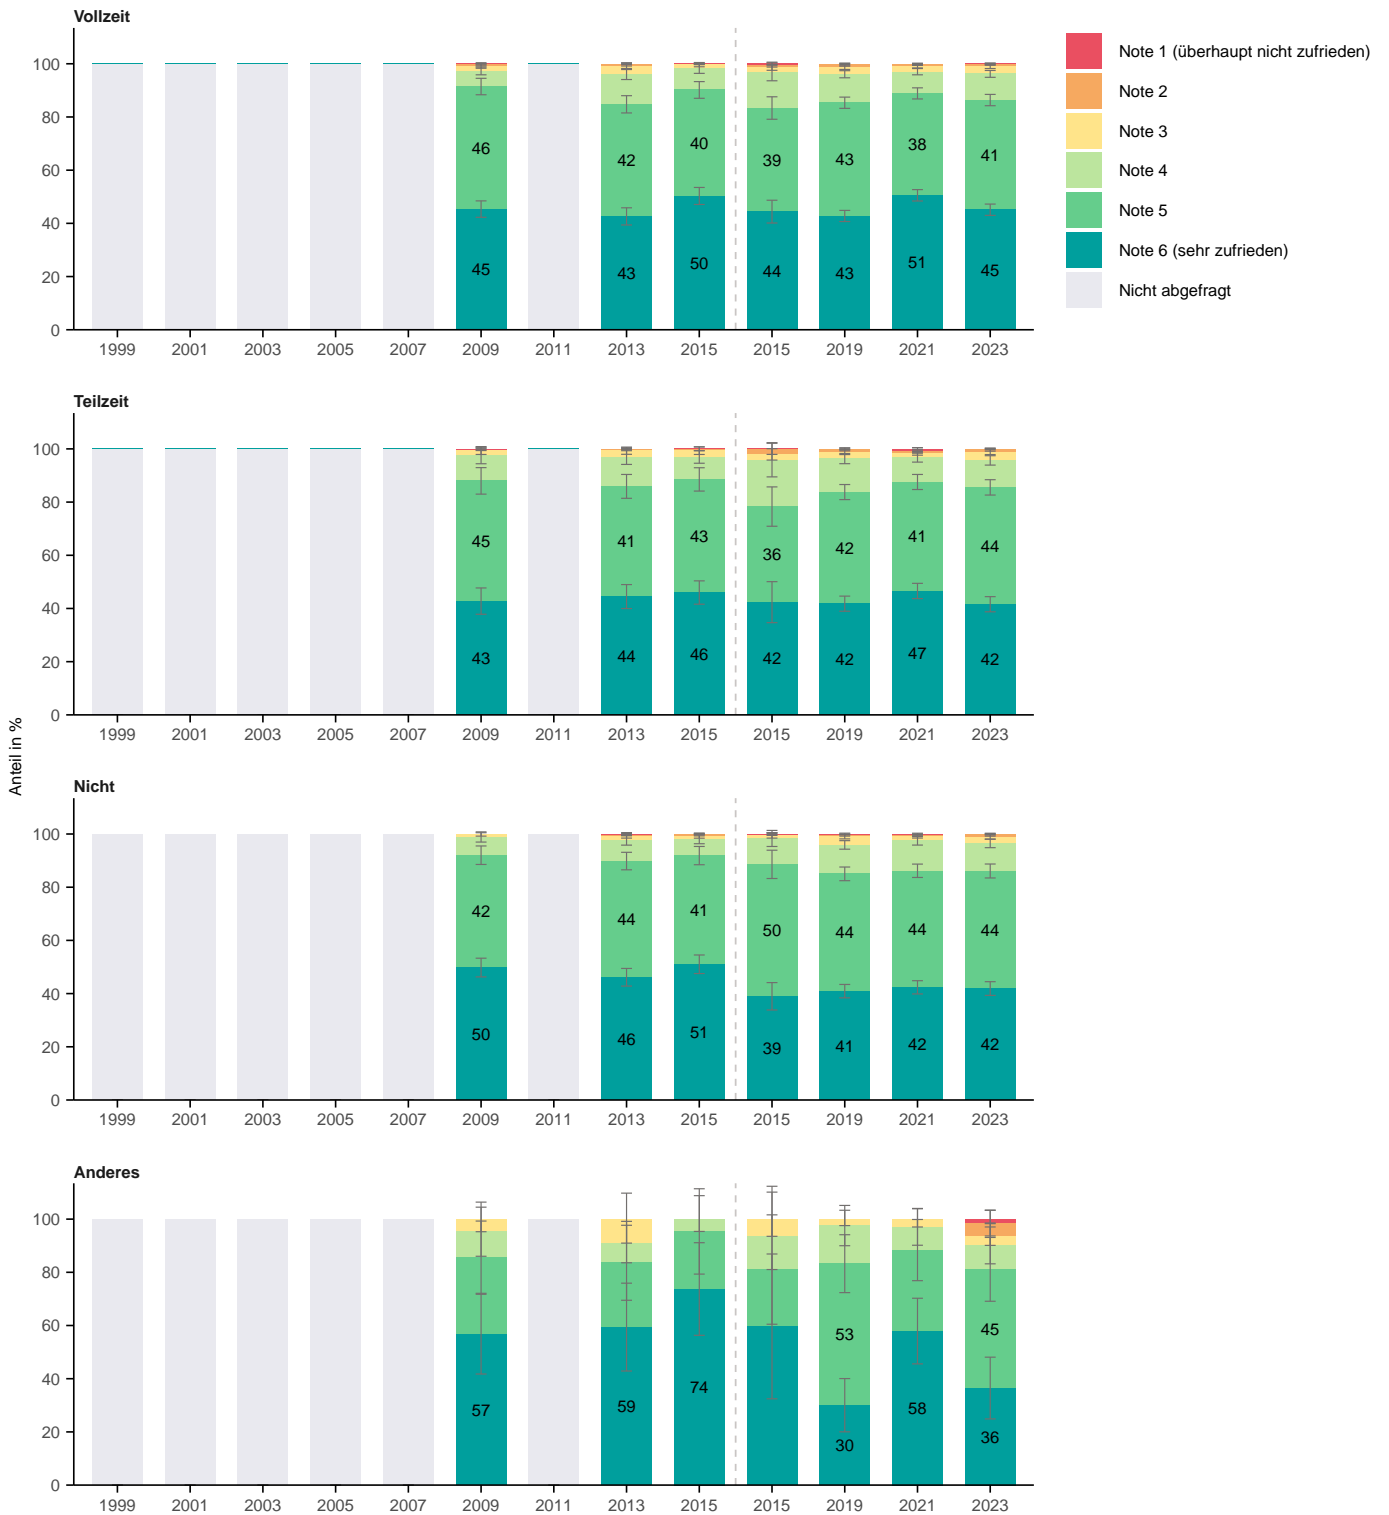 Vollzeit
Note 1 (überhaupt nicht zufrieden)
Note 2
Note 3
Note 4
Note 5
Note 6 (sehr zufrieden)
Nicht abgefragt
100
80
60
40
20
0
46 42 40 39 43 38 41
45 43 50 44 43 51 45
1999 2001 2003 2005 2007 2009 2011 2013 2015 2015 2019 2021 2023
Teilzeit
100
80
60
40
20
0
45 41 43 36 42 41 44
43 44 46 42 42 47 42
1999 2001 2003 2005 2007 2009 2011 2013 2015 2015 2019 2021 2023
Anteil in %
Nicht
100
80
60
40
20
0
42 44 41 50 44 44 44
50 46 51 39 41 42 42
1999 2001 2003 2005 2007 2009 2011 2013 2015 2015 2019 2021 2023
Anderes
100
80
60
40
20
0
53 45
57 59 74 30 58 36
1999 2001 2003 2005 2007 2009 2011 2013 2015 2015 2019 2021 2023